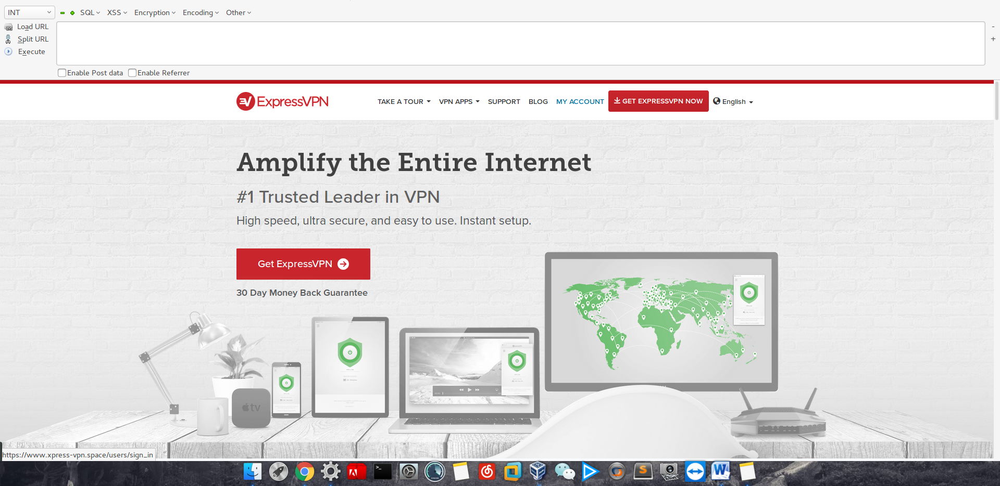 INT
SQL XSS Encryption Encoding Other
Load URL
Split URL
Execute
-
+
Enable Post data Enable Referrer
ExpressVPN
TAKE A TOUR VPN APPS SUPPORT BLOG MY ACCOUNT GET EXPRESSVPN NOW English
Amplify the Entire Internet
#1 Trusted Leader in VPN
High speed, ultra secure, and easy to use. Instant setup.
Get ExpressVPN
30 Day Money Back Guarantee
tv
https://www.xpress-vpn.space/users/sign_in